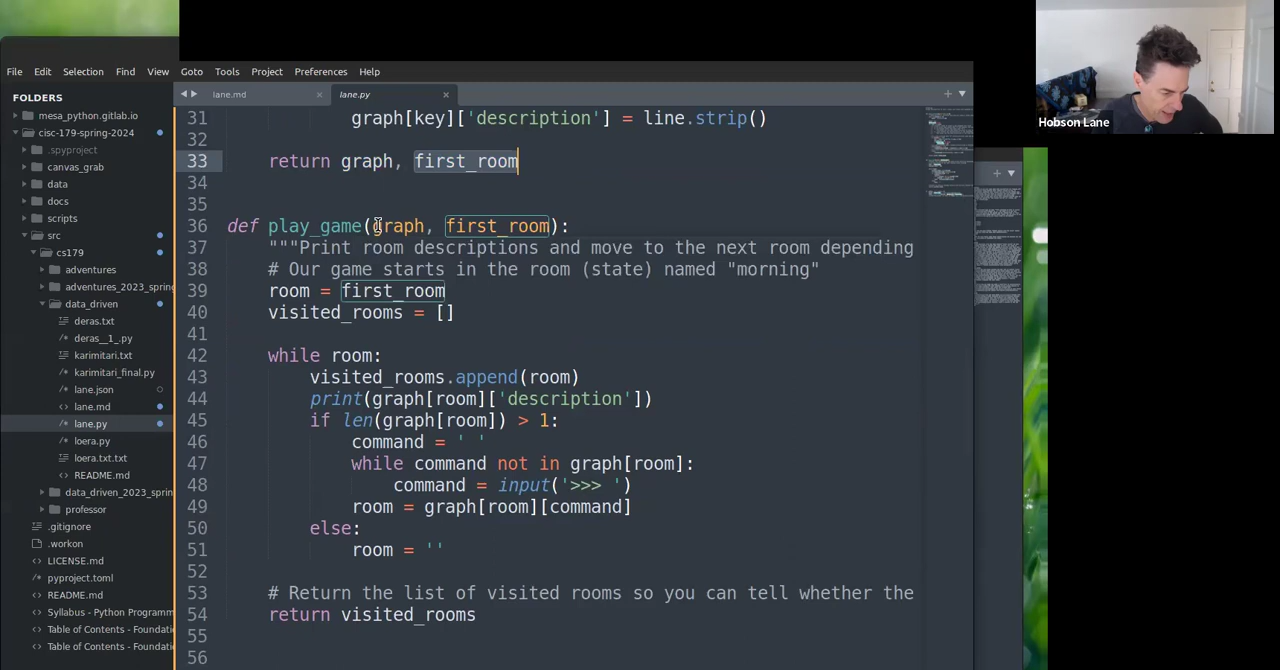 File Edit Selection Find View Goto Tools Project Preferences Help
FOLDERS
mesa_python.gitlab.io
cisc-179-spring-2024
.spyproject
canvas_grab
data
docs
scripts
src
cs179
adventures
adventures_2023_spring
data_driven
deras.txt
deras__1_.py
karimitari.txt
karimitari_final.py
lane.json
lane.md
lane.py
loera.py
loera.txt.txt
README.md
data_driven_2023_sprin
professor
.gitignore
.workon
LICENSE.md
pyproject.toml
README.md
Syllabus - Python Programm
Table of Contents - Foundatio
Table of Contents - Foundatio
lane.md × lane.py ×
31 graph[key]['description'] = line.strip()
32
33 return graph, first_room
34
35
36 def play_game(graph, first_room):
37 """Print room descriptions and move to the next room depending
38 # Our game starts in the room (state) named "morning"
39 room = first_room
40 visited_rooms = []
41
42 while room:
43 visited_rooms.append(room)
44 print(graph[room]['description'])
45 if len(graph[room]) > 1:
46 command = ' '
47 while command not in graph[room]:
48 command = input('>>> ')
49 room = graph[room][command]
50 else:
51 room = ''
52
53 # Return the list of visited rooms so you can tell whether the
54 return visited_rooms
55
56
Hobson Lane